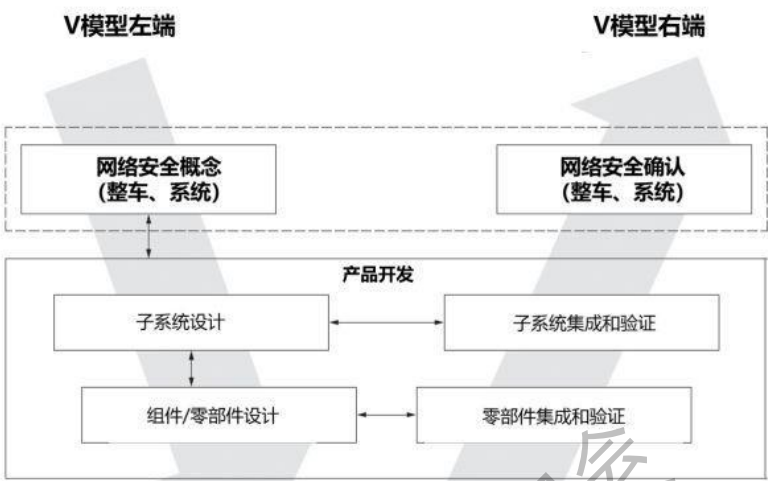 V模型左端
V模型右端
网络安全概念
(整车、系统)
网络安全确认
(整车、系统)
产品开发
子系统设计
子系统集成和验证
组件/零部件设计
零部件集成和验证
会